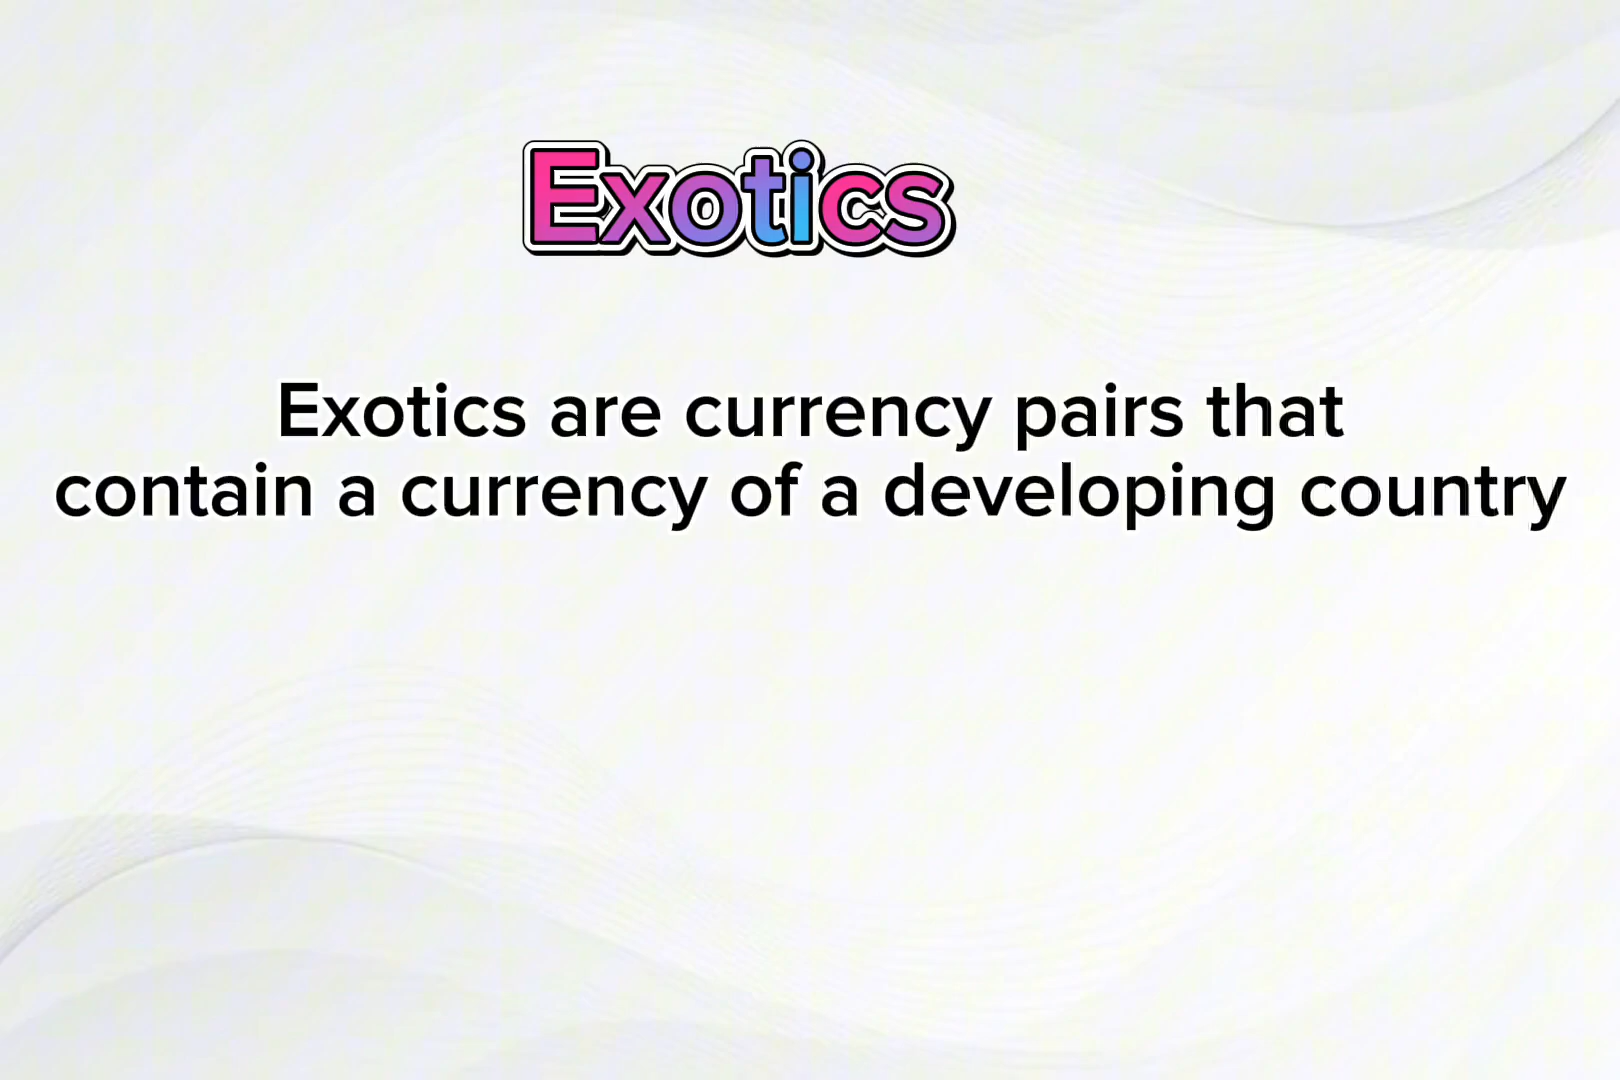 Exotics
Exotics are currency pairs that
contain a currency of a developing country